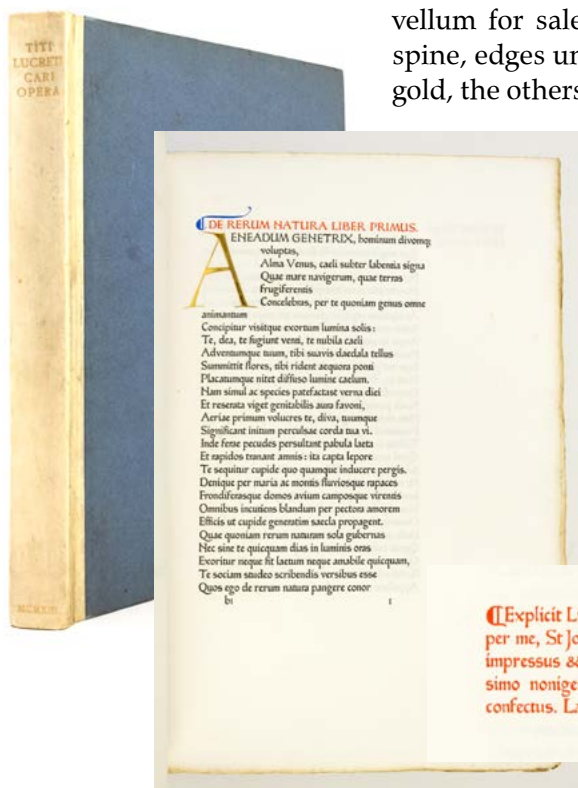 vellum for sale
spine, edges
gold, the others
TITI
LUCRETI
CARI
OPERA
DE RERUM NATURA LIBER PRIMUS.
AENEADUM GENETRIX, hominum divomq;
voluptas,
Alma Venus, caeli subter labentia signa
Quae mare navigerum, quae terras
frugiferentis
Concelebras, per te quoniam genus omne
animantum
Concipitur visitque exortum lumina solis:
Te, dea, te fugiunt venti, te nubila caeli
Adventumque tuum, tibi suavis daedala tellus
Summittit flores, tibi rident aequora ponti
Placatumque nitet diffuso lumine caelum.
Nam simul ac species patefactast verna diei
Et reserata viget genitabilis aura favoni,
Aeriae primum volucres te, diva, tuumque
Significant initum perculsae corda tua vi.
Inde ferae pecudes persultant pabula laeta
Et rapidos tranant amnis: ita capta lepore
Te sequitur cupide quo quamque inducere pergis.
Denique per maria ac montis fluviosque rapaces
Frondiferasque domos avium camposque virentis
Omnibus incutiens blandum per pectora amorem
Efficis ut cupide generatim saecla propagent.
Quae quoniam rerum naturam sola gubernas
Nec sine te quicquam dias in luminis oras
Exoritur neque fit laetum neque amabile quicquam,
Te sociam studeo scribendis versibus esse
Quos ego de rerum natura pangere conor
b1 1
Explicit
per me, St
impressus &
simo
confectus.